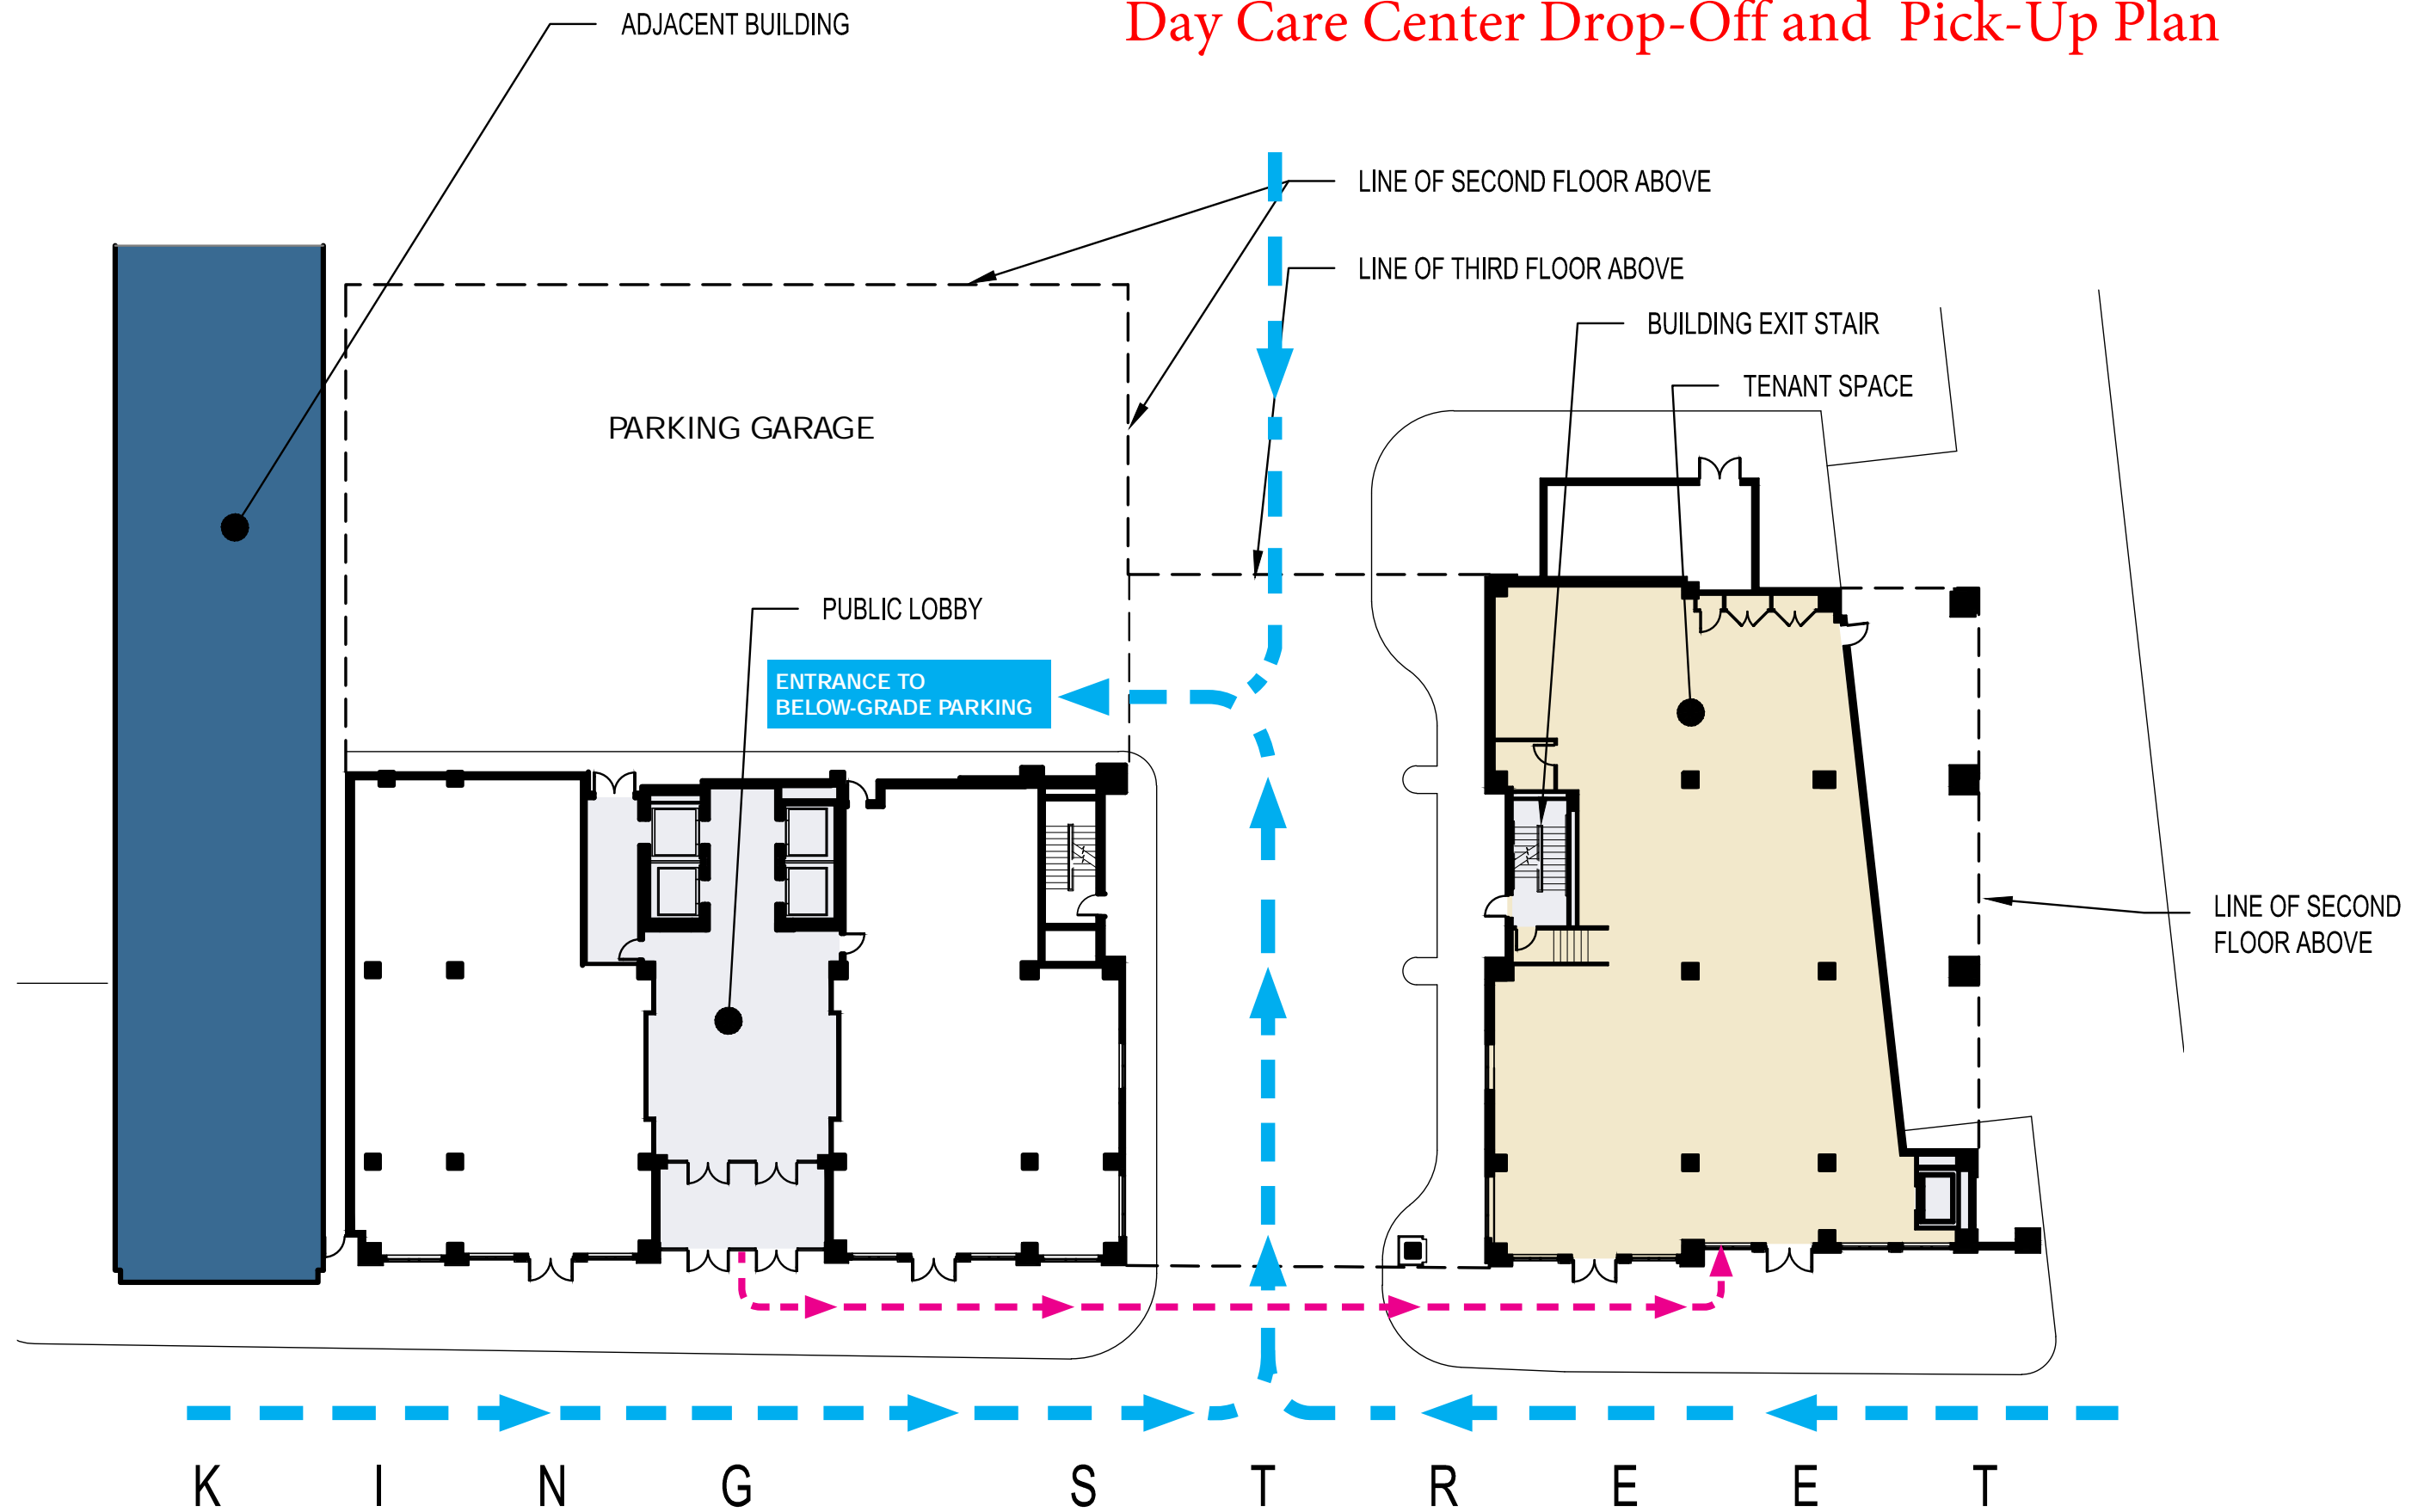 ADJACENT BUILDING
Day Care Center Drop-Off and Pick-Up Plan
LINE OF SECOND FLOOR ABOVE
LINE OF THIRD FLOOR ABOVE
BUILDING EXIT STAIR
TENANT SPACE
PARKING GARAGE
PUBLIC LOBBY
ENTRANCE TO
BELOW-GRADE PARKING
LINE OF SECOND
FLOOR ABOVE
K I N G S T R E E T